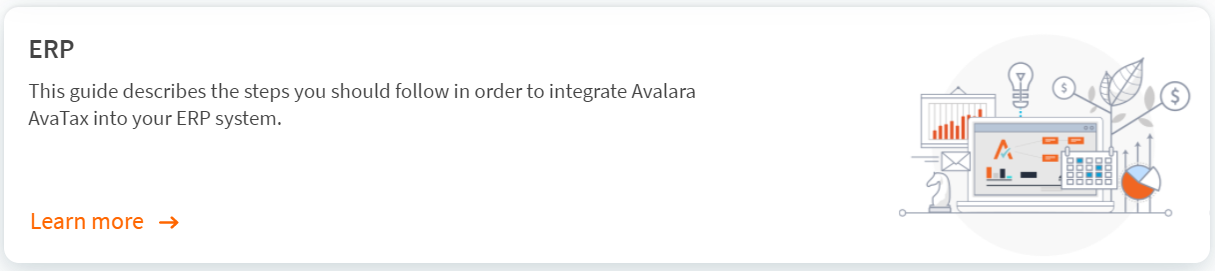 ERP
This guide describes the steps you should follow in order to integrate Avalara
AvaTax into your ERP system.
Learn more →
$
$